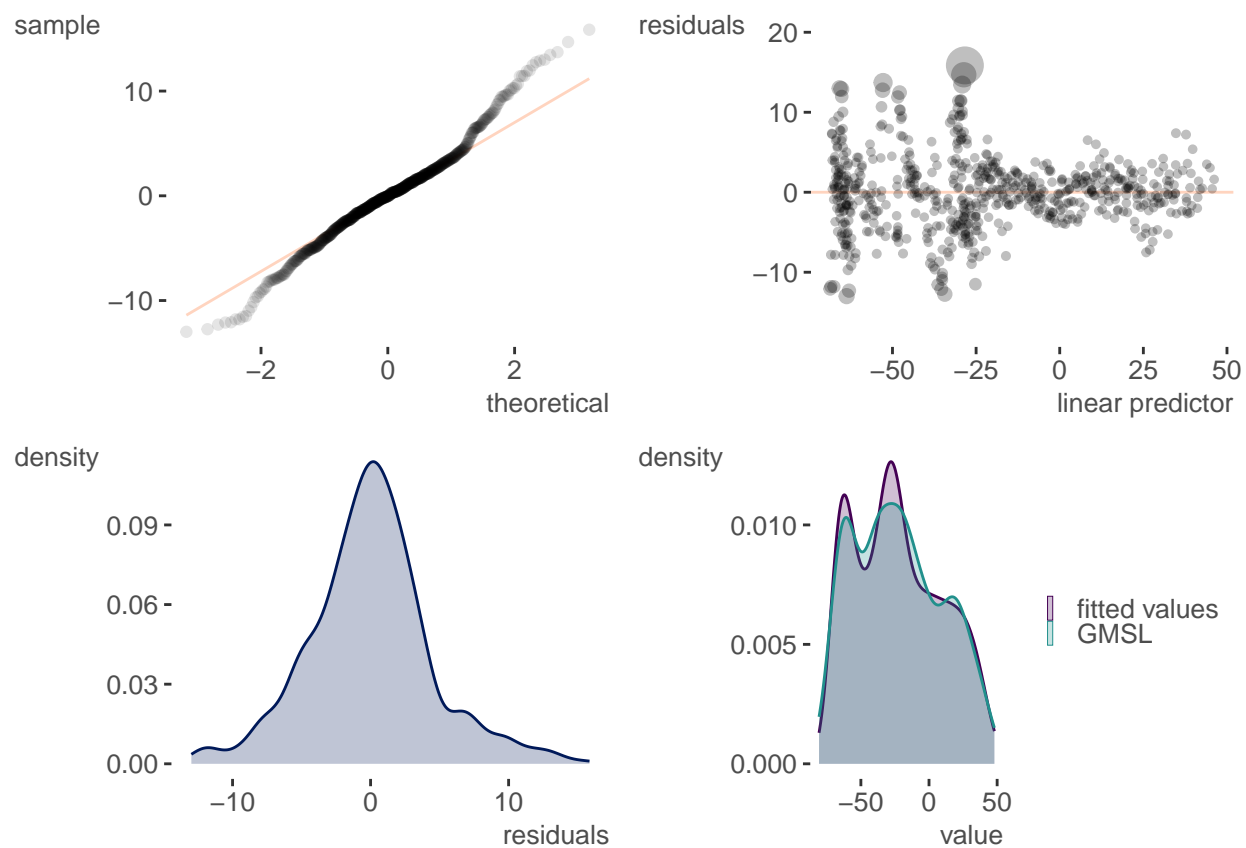 sample
10
0
−10
−2
0
2
theoretical
residuals
20
10
0
−10
−50
−25
0
25
50
linear predictor
density
0.09
0.06
0.03
0.00
−10
0
10
residuals
density
0.010
0.005
0.000
−50
0
50
value
fitted values
GMSL